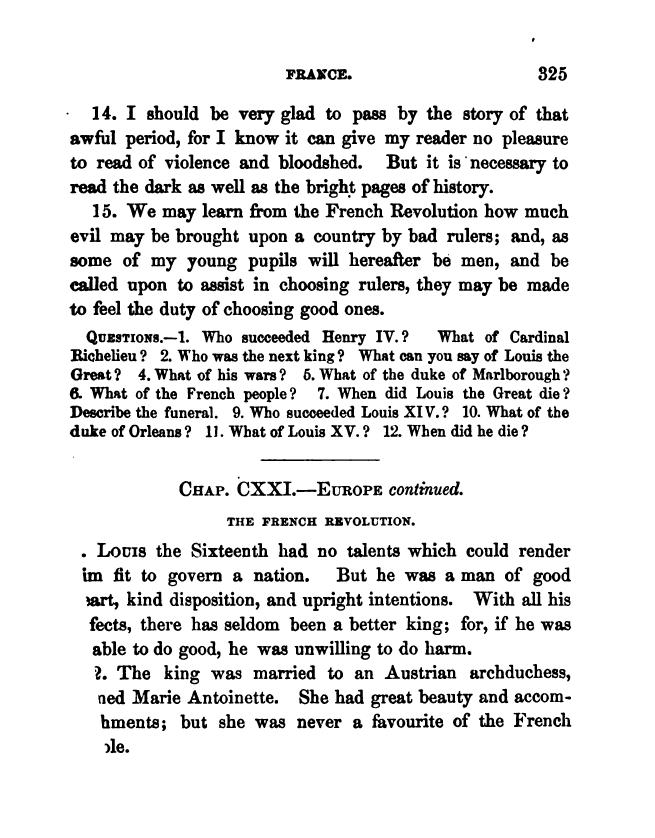 FRANCE. 325
14. I should be very glad to pass by the story of that
awful period, for I know it can give my reader no pleasure
to read of violence and bloodshed. But it is necessary to
read the dark as well as the bright pages of history.
15. We may learn from the French Revolution how much
evil may be brought upon a country by bad rulers; and, as
some of my young pupils will hereafter be men, and be
called upon to assist in choosing rulers, they may be made
to feel the duty of choosing good ones.
QUESTIONS.—1. Who succeeded Henry IV.? What of Cardinal
Richelieu? 2. Who was the next king? What can you say of Louis the
Great? 4. What of his wars? 5. What of the duke of Marlborough?
6. What of the French people? 7. When did Louis the Great die?
Describe the funeral. 9. Who succeeded Louis XIV.? 10. What of the
duke of Orleans? 11. What of Louis XV.? 12. When did he die?
CHAP. CXXI.—EUROPE continued.
THE FRENCH REVOLUTION.
. LOUIS the Sixteenth had no talents which could render
im fit to govern a nation. But he was a man of good
art, kind disposition, and upright intentions. With all his
fects, there has seldom been a better king; for, if he was
able to do good, he was unwilling to do harm.
2. The king was married to an Austrian archduchess,
ned Marie Antoinette. She had great beauty and accom-
hments; but she was never a favourite of the French
ple.